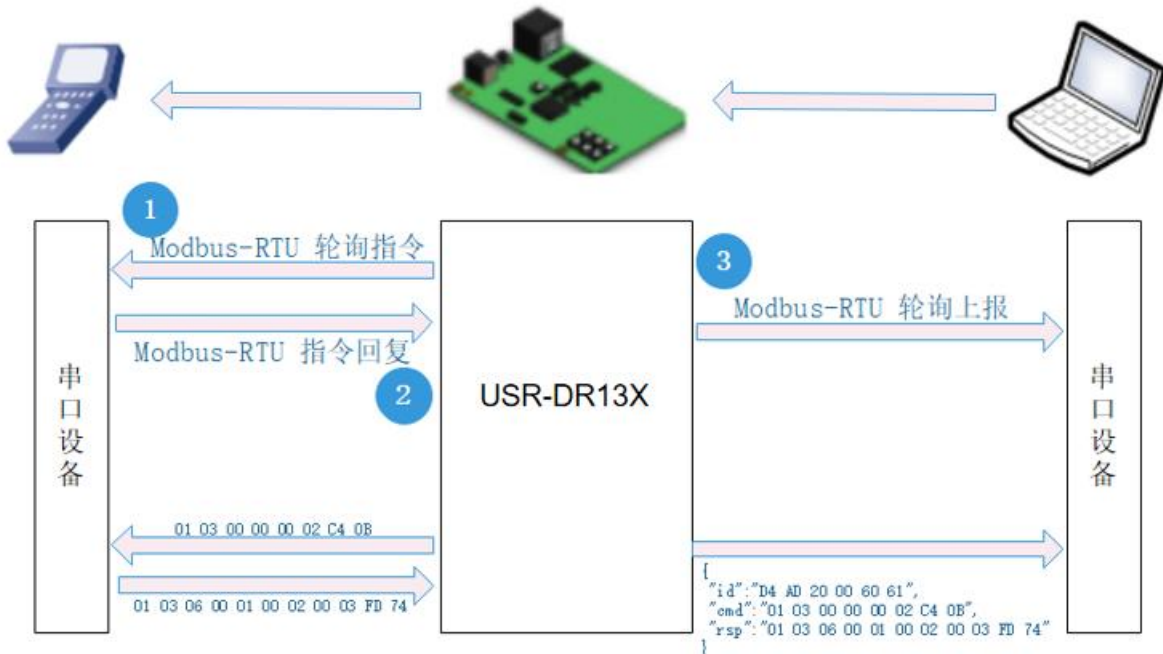 1
Modbus-RTU 轮询指令
3
Modbus-RTU 轮询上报
Modbus-RTU 指令回复
2
串口设备
USR-DR13X
串口设备
01 03 00 00 00 02 C4 0B
01 03 06 00 01 00 02 00 03 FD 74
{
"id":"D4 AD 20 00 60 61",
"cmd":"01 03 00 00 00 02 C4 0B",
"rsp":"01 03 06 00 01 00 02 00 03 FD 74"
}